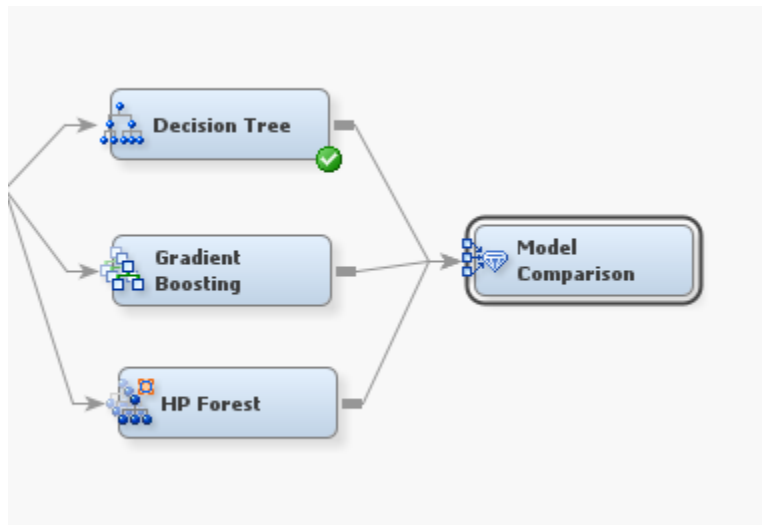 Decision Tree
Gradient
Boosting
HP Forest
Model
Comparison